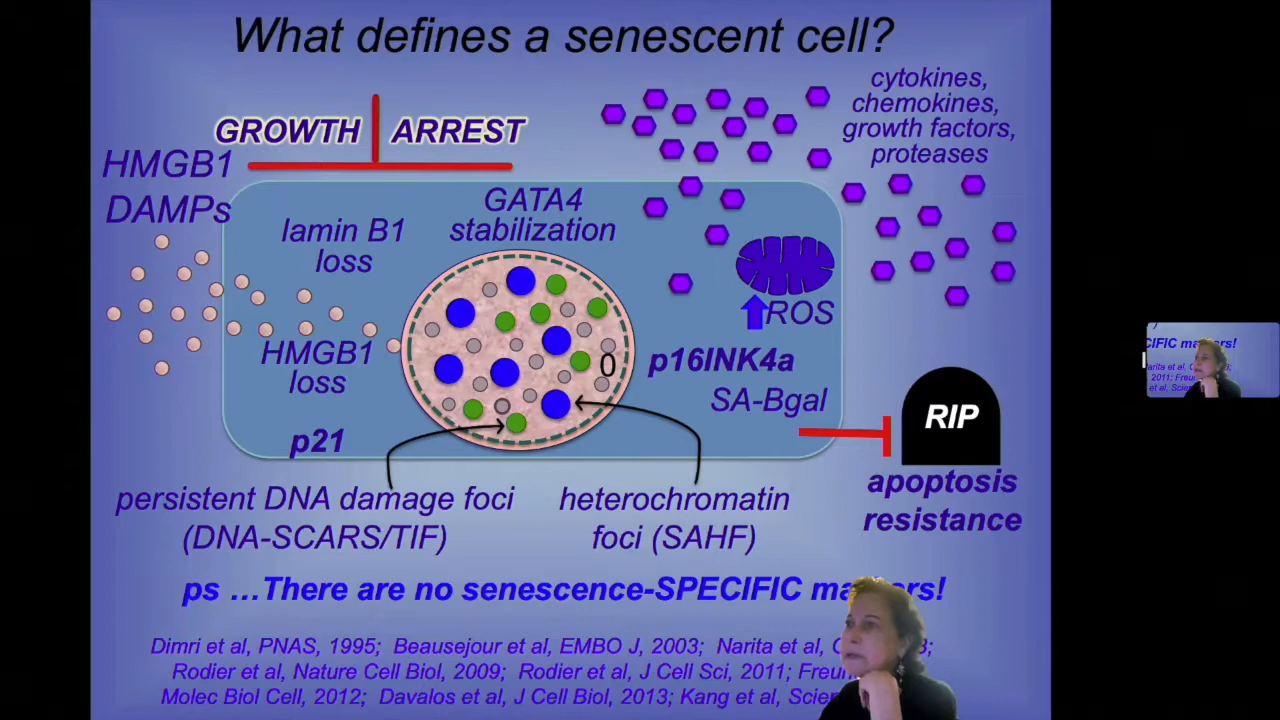 What defines a senescent cell?
GROWTH ARREST
HMGB1
DAMPs
cytokines,
chemokines,
growth factors,
proteases
lamin B1
loss
GATA4
stabilization
ROS
HMGB1
loss
0
p16INK4a
SA-Bgal
p21
RIP
apoptosis
resistance
persistent DNA damage foci
(DNA-SCARS/TIF)
heterochromatin
foci (SAHF)
ps …There are no senescence-SPECIFIC
Dimri et al, PNAS, 1995; Beausejour et al, EMBO J, 2003; Narita et al,
Rodier et al, Nature Cell Biol, 2009; Rodier et al, J Cell Sci, 2011;
Molec Biol Cell, 2012; Davalos et al, J Cell Biol, 2013; Kang et al,